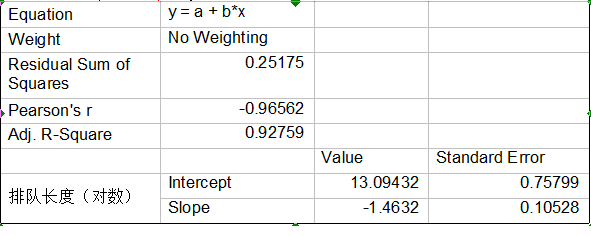 Equation y = a + b*x
Weight No Weighting
Residual Sum of Squares 0.25175
Pearson's r -0.96562
Adj. R-Square 0.92759
Value Standard Error
排队长度（对数） Intercept 13.09432 0.75799
Slope -1.4632 0.10528